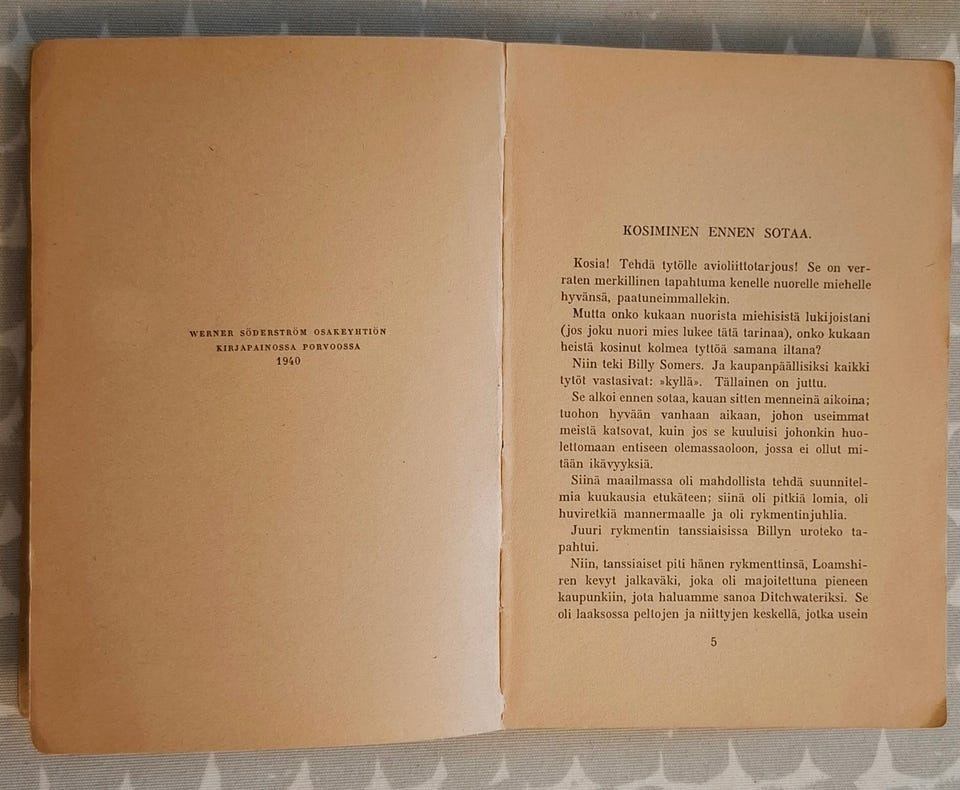 WERNER SÖDERSTRÖM OSAKEYHTIÖN
KIRJAPAINOSSA PORVOOSSA
1940
KOSIMINEN ENNEN SOTAA.
Kosia! Tehdä tytölle avioliittotarjous! Se on ver-
raten merkillinen tapahtuma kenelle nuorelle miehelle
hyvänsä, paatuneimmallekin.
Mutta onko kukaan nuorista miehisistä lukijoistani
(jos joku nuori mies lukee tätä tarinaa), onko kukaan
heistä kosinut kolmea tyttöä samana iltana?
Niin teki Billy Somers. Ja kaupanpäällisiksi kaikki
tytöt vastasivat: »kyllä». Tällainen on juttu.
Se alkoi ennen sotaa, kauan sitten menneinä aikoina;
tuohon hyvään vanhaan aikaan, johon useimmat
meistä katsovat, kuin jos se kuuluisi johonkin huo-
lettomaan entiseen olemassaoloon, jossa ei ollut mi-
tään ikävyyksiä.
Siinä maailmassa oli mahdollista tehdä suunnitel-
mia kuukausia etukäteen; siinä oli pitkiä lomia, oli
huviretkiä mannermaalle ja oli rykmentinjuhlia.
Juuri rykmentin tanssiaisissa Billyn uroteko ta-
pahtui.
Niin, tanssiaiset piti hänen rykmenttinsä, Loamshi-
ren kevyt jalkaväki, joka oli majoitettuna pieneen
kaupunkiin, jota haluamme sanoa Ditchwateriksi. Se
oli laaksossa peltojen ja niittyjen keskellä, jotka usein
5